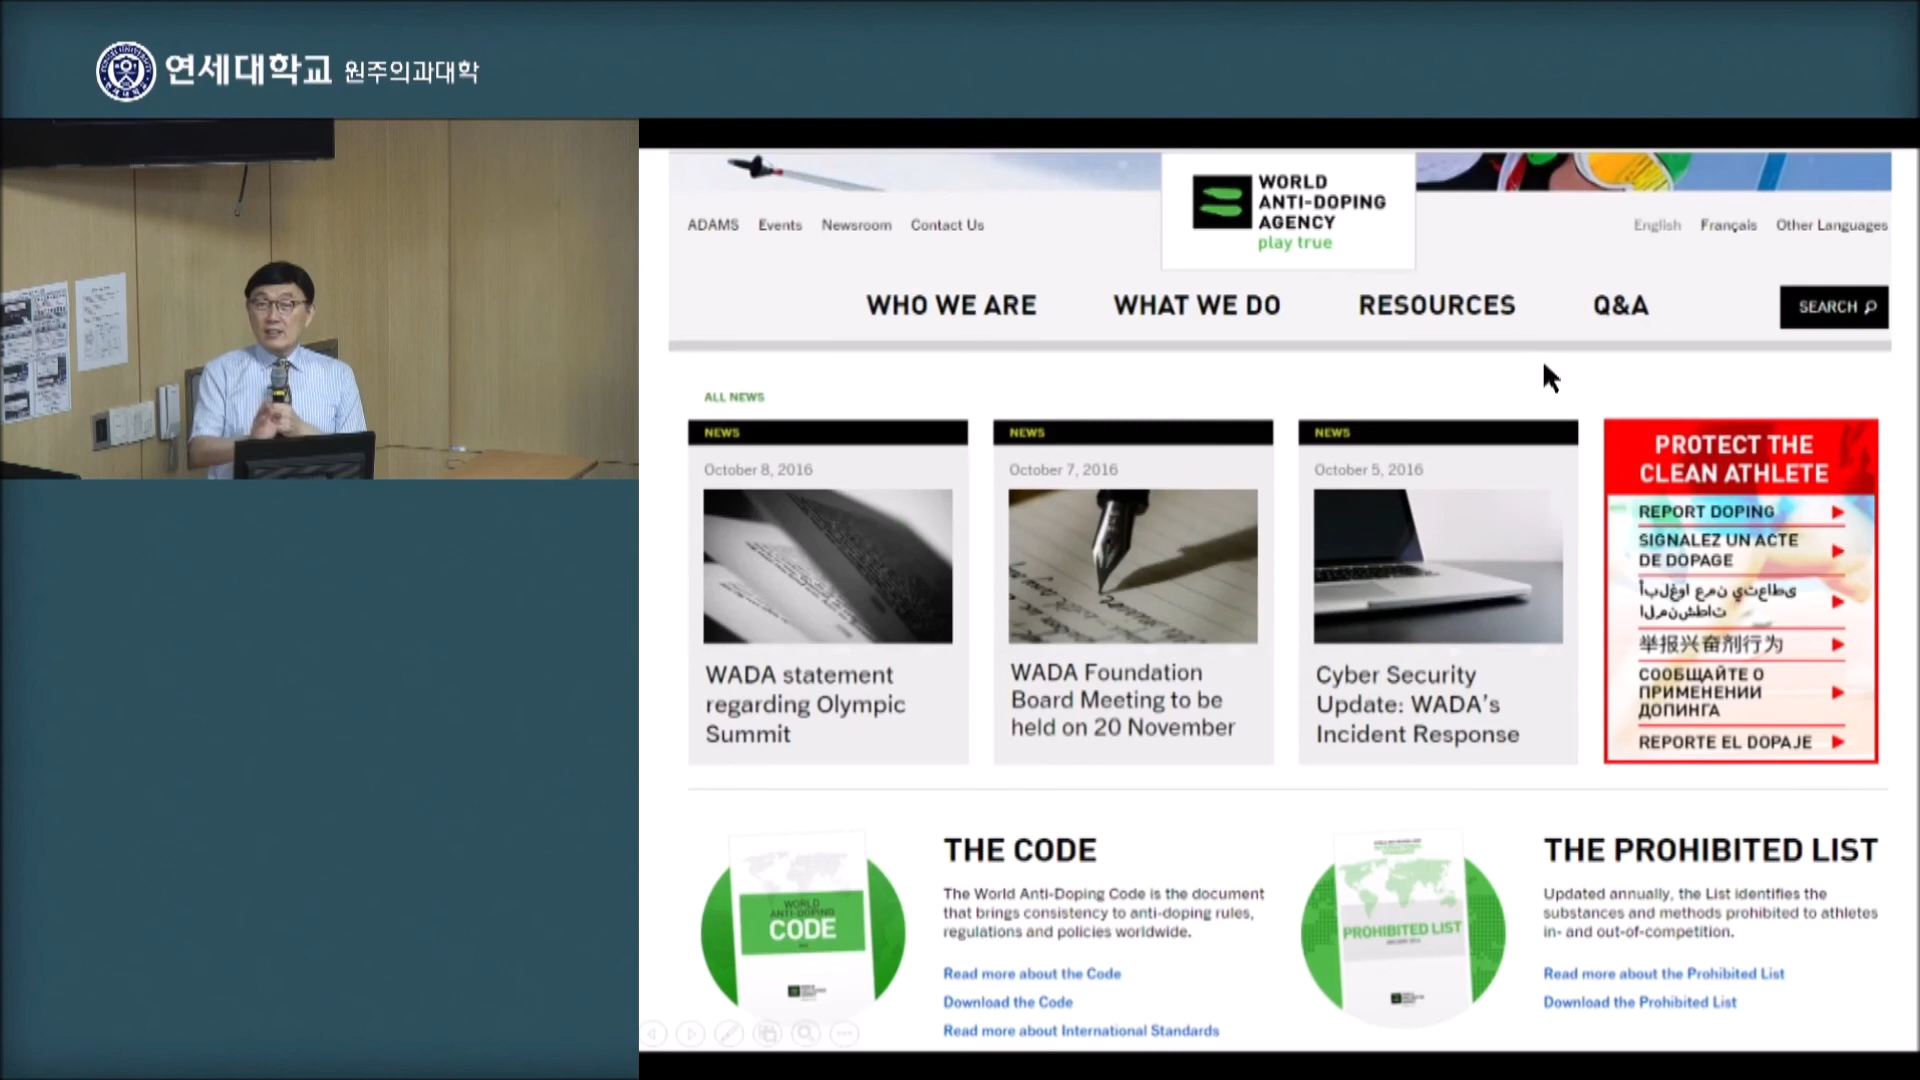 연세대학교 원주의과대학
WORLD
ANTI-DOPING
AGENCY
play true
ADAMS Events Newsroom Contact Us
English Français Other Languages
WHO WE ARE WHAT WE DO RESOURCES Q&A
SEARCH
ALL NEWS
NEWS
October 8, 2016
WADA statement
regarding Olympic
Summit
NEWS
October 7, 2016
WADA Foundation
Board Meeting to be
held on 20 November
NEWS
October 5, 2016
Cyber Security
Update: WADA's
Incident Response
PROTECT THE
CLEAN ATHLETE
REPORT DOPING
SIGNALEZ UN ACTE
DE DOPAGE
أبلغوا عمن يتعاطى
المنشطات
举报兴奋剂行为
СООБЩАЙТЕ О
ПРИМЕНЕНИИ
ДОПИНГА
REPORTE EL DOPAJE
WORLD
ANTI-DOPING
CODE
THE CODE
The World Anti-Doping Code is the document
that brings consistency to anti-doping rules,
regulations and policies worldwide.
Read more about the Code
Download the Code
Read more about International Standards
PROHIBITED LIST
THE PROHIBITED LIST
Updated annually, the List identifies the
substances and methods prohibited to athletes
in- and out-of-competition.
Read more about the Prohibited List
Download the Prohibited List